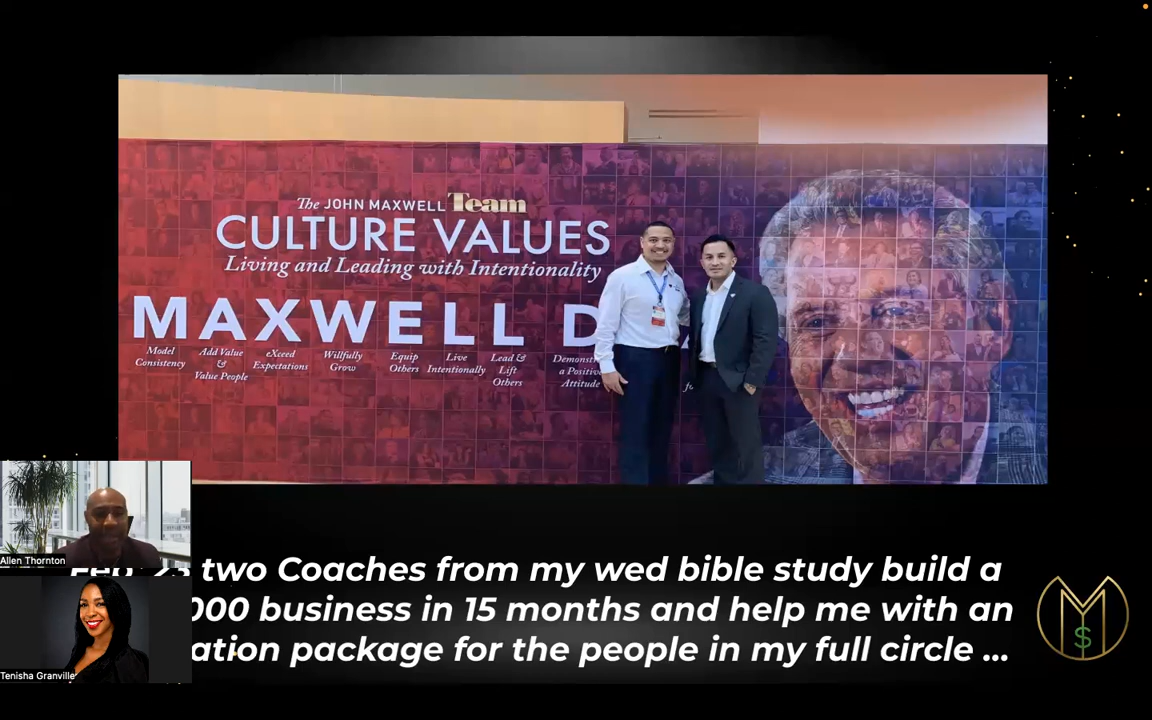 The JOHN MAXWELL Team
CULTURE VALUES
Living and Leading with Intentionality
MAXWELL D
Model Consistency
Add Value & Value People
eXceed Expectations
Willfully Grow
Equip Others
Live Intentionally
Lead & Lift Others
a Positive Attitude
Allen Thornton
two Coaches from my wed bible study build a
000 business in 15 months and help me with an
ation package for the people in my full circle ...
Tenisha Granville
M
$